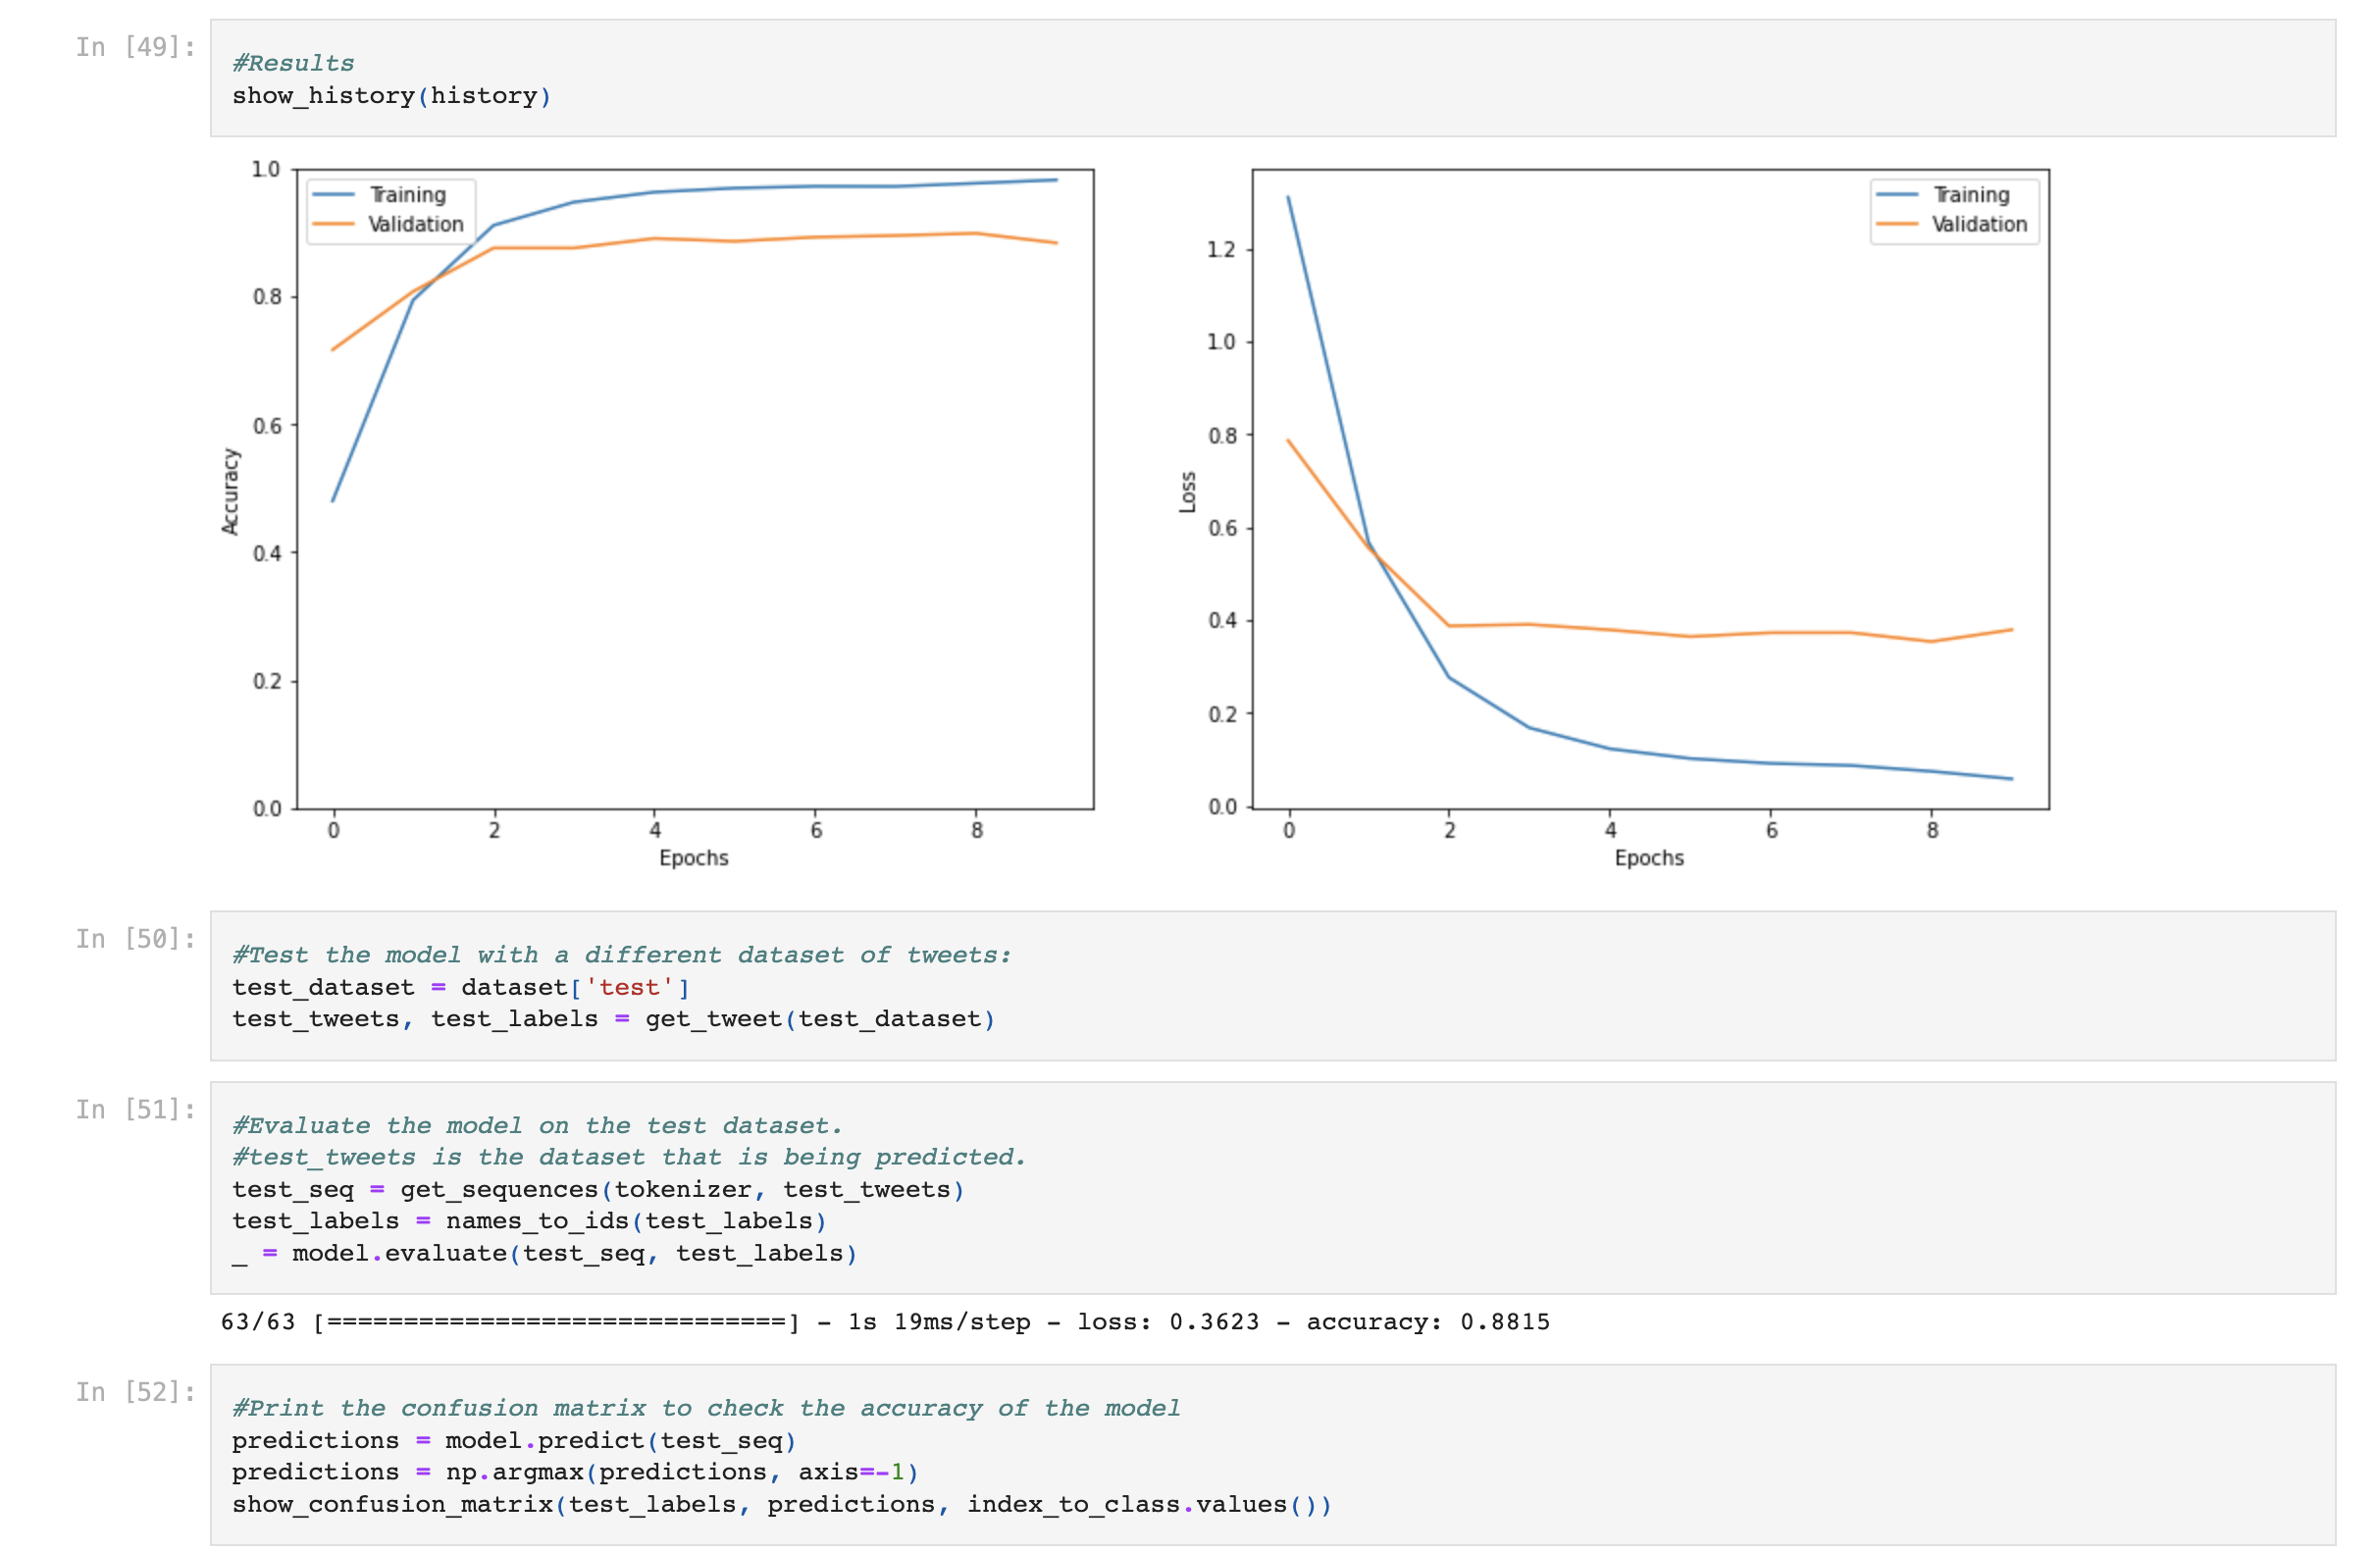 In [49]:
#Results
show_history(history)
1.0
0.8
0.6
0.4
0.2
0.0
Accuracy
Training
Validation
0 2 4 6 8
Epochs
1.2
1.0
0.8
0.6
0.4
0.2
0.0
Loss
Training
Validation
0 2 4 6 8
Epochs
In [50]:
#Test the model with a different dataset of tweets:
test_dataset = dataset['test']
test_tweets, test_labels = get_tweet(test_dataset)
In [51]:
#Evaluate the model on the test dataset.
#test_tweets is the dataset that is being predicted.
test_seq = get_sequences(tokenizer, test_tweets)
test_labels = names_to_ids(test_labels)
_ = model.evaluate(test_seq, test_labels)
63/63 [==============================] - 1s 19ms/step - loss: 0.3623 - accuracy: 0.8815
In [52]:
#Print the confusion matrix to check the accuracy of the model
predictions = model.predict(test_seq)
predictions = np.argmax(predictions, axis=-1)
show_confusion_matrix(test_labels, predictions, index_to_class.values())